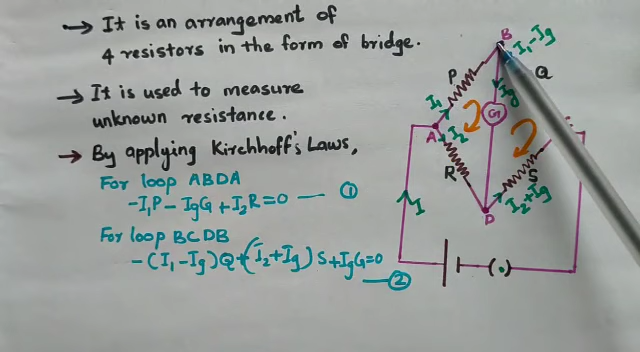 → It is an arrangement of
4 resistors in the form of bridge.
→ It is used to measure
unknown resistance.
→ By applying Kirchhoff's Laws,
For loop ABDA
-I₁P - IgG + I₂R = 0 — ①
For loop BCDB
-(I₁ - Ig)Q + (I₂ + Ig)S + IgG = 0
— ②
B
I₁-Ig
P
Q
I₁
Ig
G
A
I₂
R
S
I₂+Ig
D
I
(.)